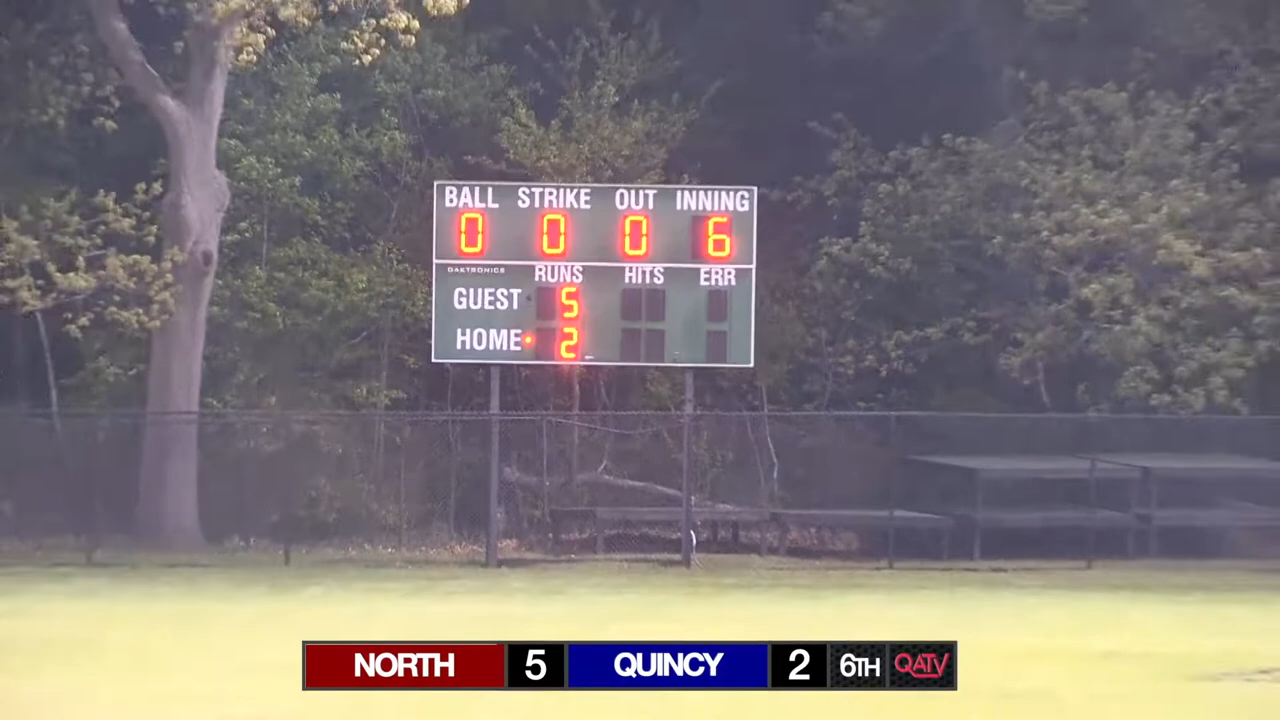 BALL STRIKE OUT INNING
0 0 0 6
DAKTRONICS RUNS HITS ERR
GUEST 5
HOME 2
NORTH 5 QUINCY 2 6TH QATV